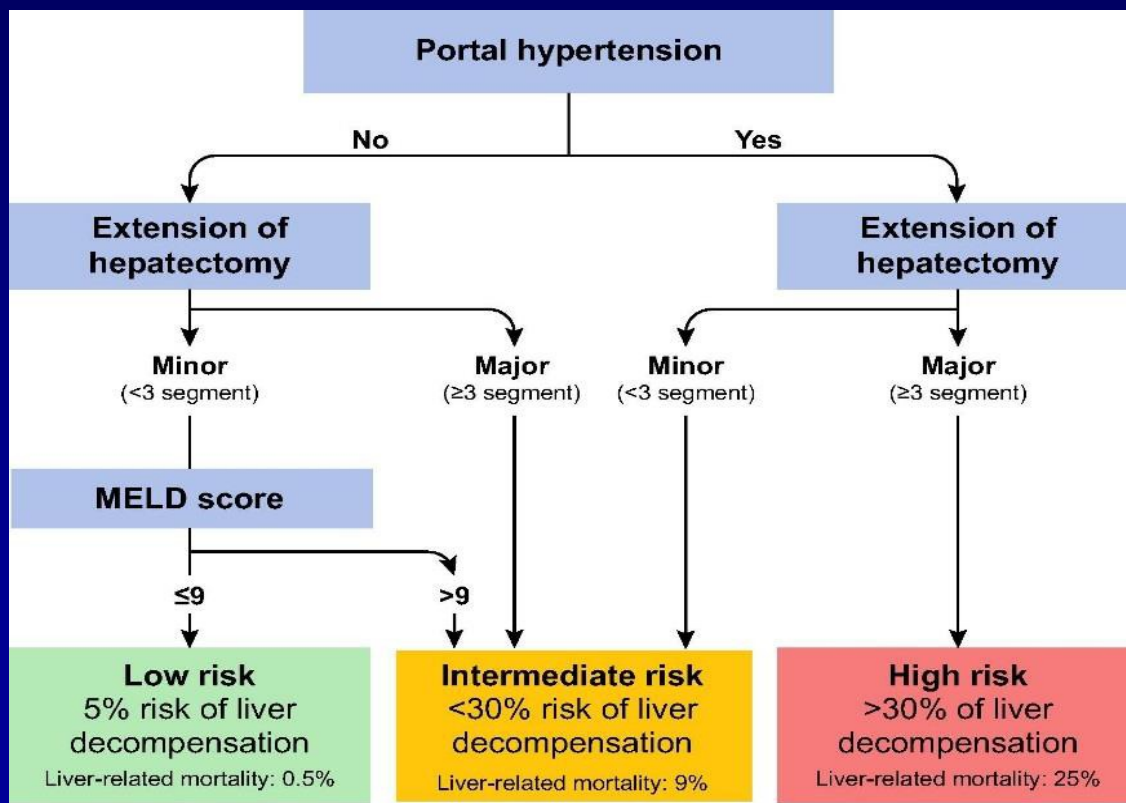 Portal hypertension
No
Yes
Extension of
hepatectomy
Extension of
hepatectomy
Minor
(<3 segment)
Major
(≥3 segment)
Minor
(<3 segment)
Major
(≥3 segment)
MELD score
≤9
>9
Low risk
5% risk of liver
decompensation
Liver-related mortality: 0.5%
Intermediate risk
<30% risk of liver
decompensation
Liver-related mortality: 9%
High risk
>30% of liver
decompensation
Liver-related mortality: 25%